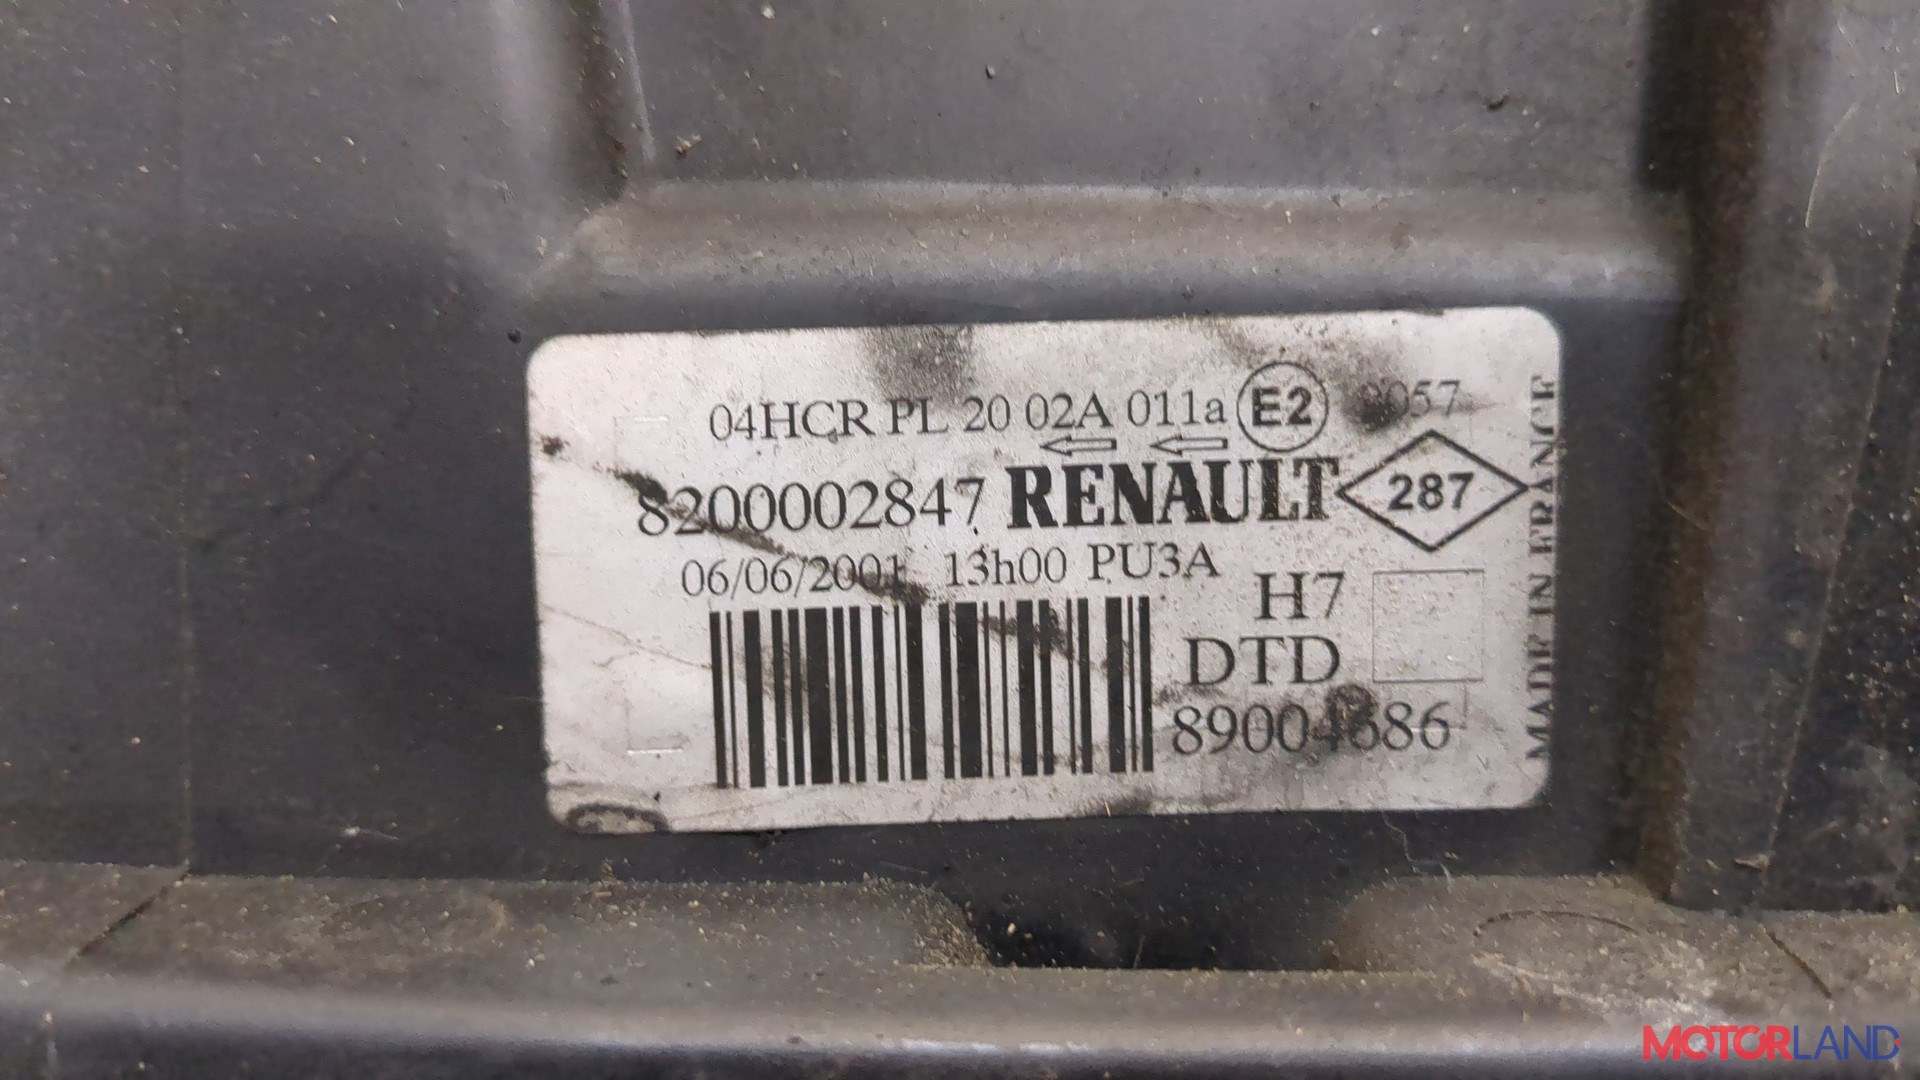 04HCR PL 20 02A 011a E2
8200002847 RENAULT 287
06/06/2001 13h00 PU3A
H7
DTD
89004686
MADE IN FRANCE
MOTORLAND